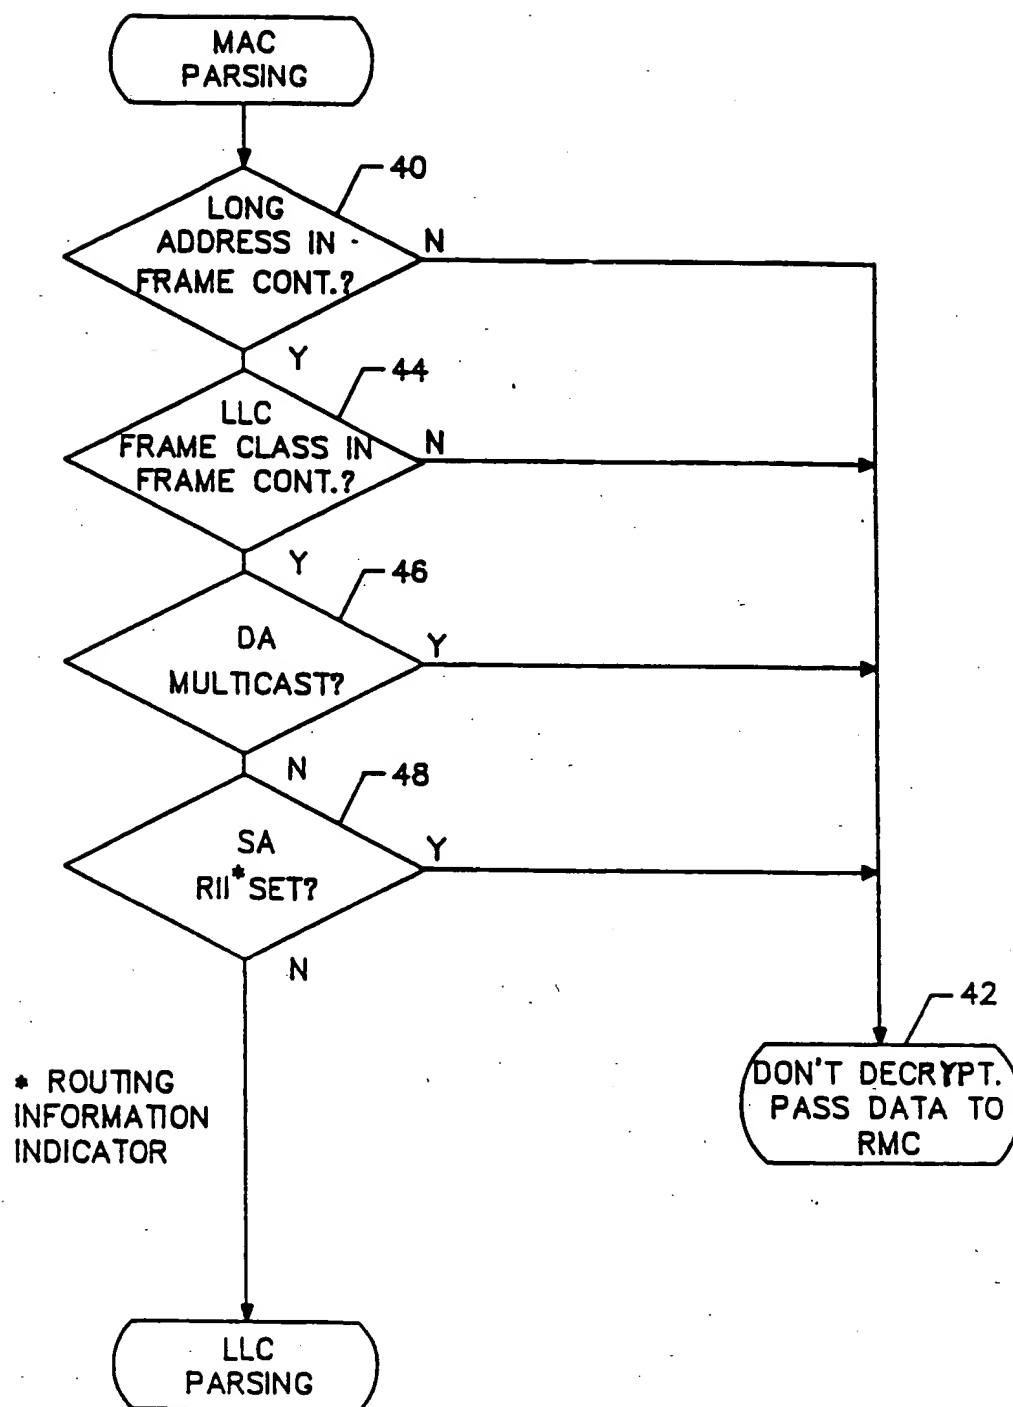 MAC
PARSING
40
LONG
ADDRESS IN
FRAME CONT.?
N
Y
44
LLC
FRAME CLASS IN
FRAME CONT.?
N
Y
46
DA
MULTICAST?
Y
N
48
SA
RII* SET?
Y
N
42
DON'T DECRYPT.
PASS DATA TO
RMC
* ROUTING
INFORMATION
INDICATOR
LLC
PARSING